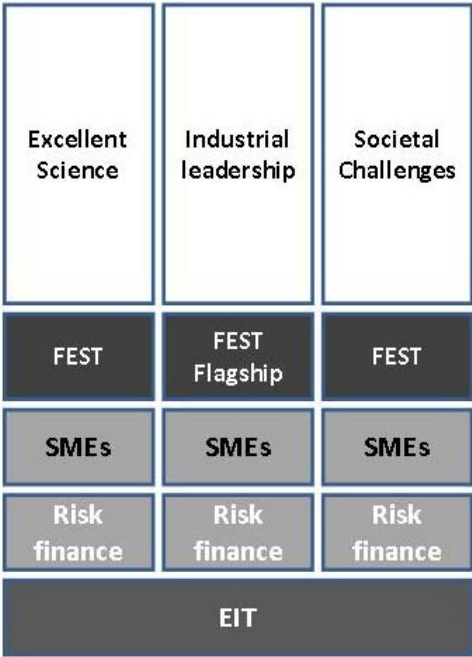 Excellent
Science
Industrial
leadership
Societal
Challenges
FEST
FEST
Flagship
FEST
SMEs
SMEs
SMEs
Risk
finance
Risk
finance
Risk
finance
EIT